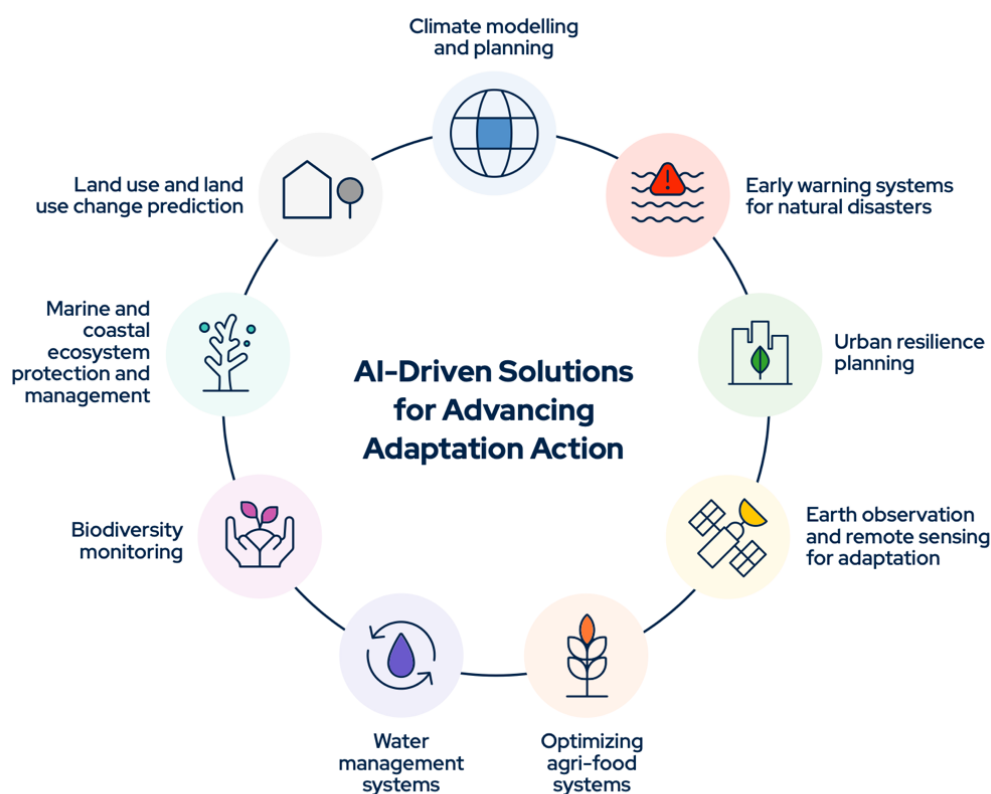 Climate modelling
and planning
Early warning systems
for natural disasters
Urban resilience
planning
Earth observation
and remote sensing
for adaptation
Optimizing
agri-food
systems
Water
management
systems
Biodiversity
monitoring
Marine and
coastal
ecosystem
protection and
management
Land use and land
use change prediction
AI-Driven Solutions
for Advancing
Adaptation Action